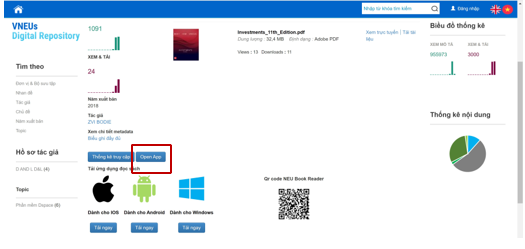 Nhập từ khóa tìm kiếm
Đăng nhập
VNEUs
Digital Repository
Tìm theo
Đơn vị & Bộ sưu tập
Nhan đề
Tác giả
Chủ đề
Năm xuất bản
Topic
Hồ sơ tác giả
D AND L D&L (4)
Topic
Phần mềm Dspace (6)
1091
XEM & TẢI
24
Năm xuất bản
2018
Tác giả
ZVI BODIE
Xem chi tiết metadata
Biểu ghi đầy đủ
Thống kê truy cập
Open App
Tải ứng dụng đọc sách
Dành cho IOS
Dành cho Android
Dành cho Windows
Tải ngay
Tải ngay
Tải ngay
Investments_11th_Edition.pdf
Dung lượng : 32,4 MB Định dạng : Adobe PDF
Views : 13 Downloads : 11
Xem trực tuyến | Tải tài
liệu
Qr code NEU Book Reader
Biểu đồ thống kê
XEM MÔ TẢ
955973
XEM & TẢI
3000
Thống kê nội dung